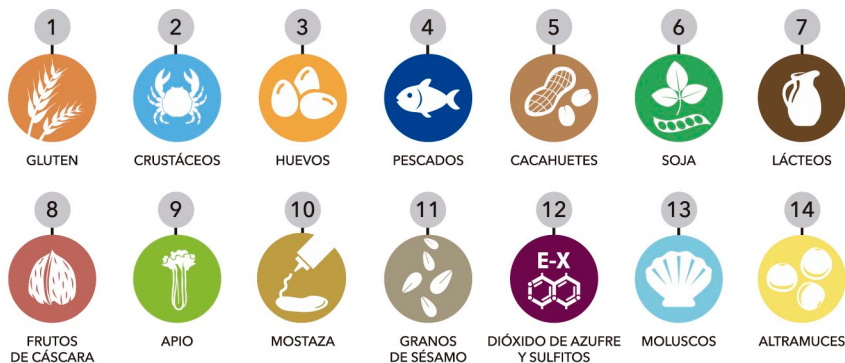 1 2 3 4 5 6 7
GLUTEN CRUSTÁCEOS HUEVOS PESCADOS CACAHUETES SOJA LÁCTEOS
8 9 10 11 12 13 14
E-X
FRUTOS DE CÁSCARA
APIO
MOSTAZA
GRANOS DE SÉSAMO
DIÓXIDO DE AZUFRE Y SULFITOS
MOLUSCOS
ALTRAMUCES